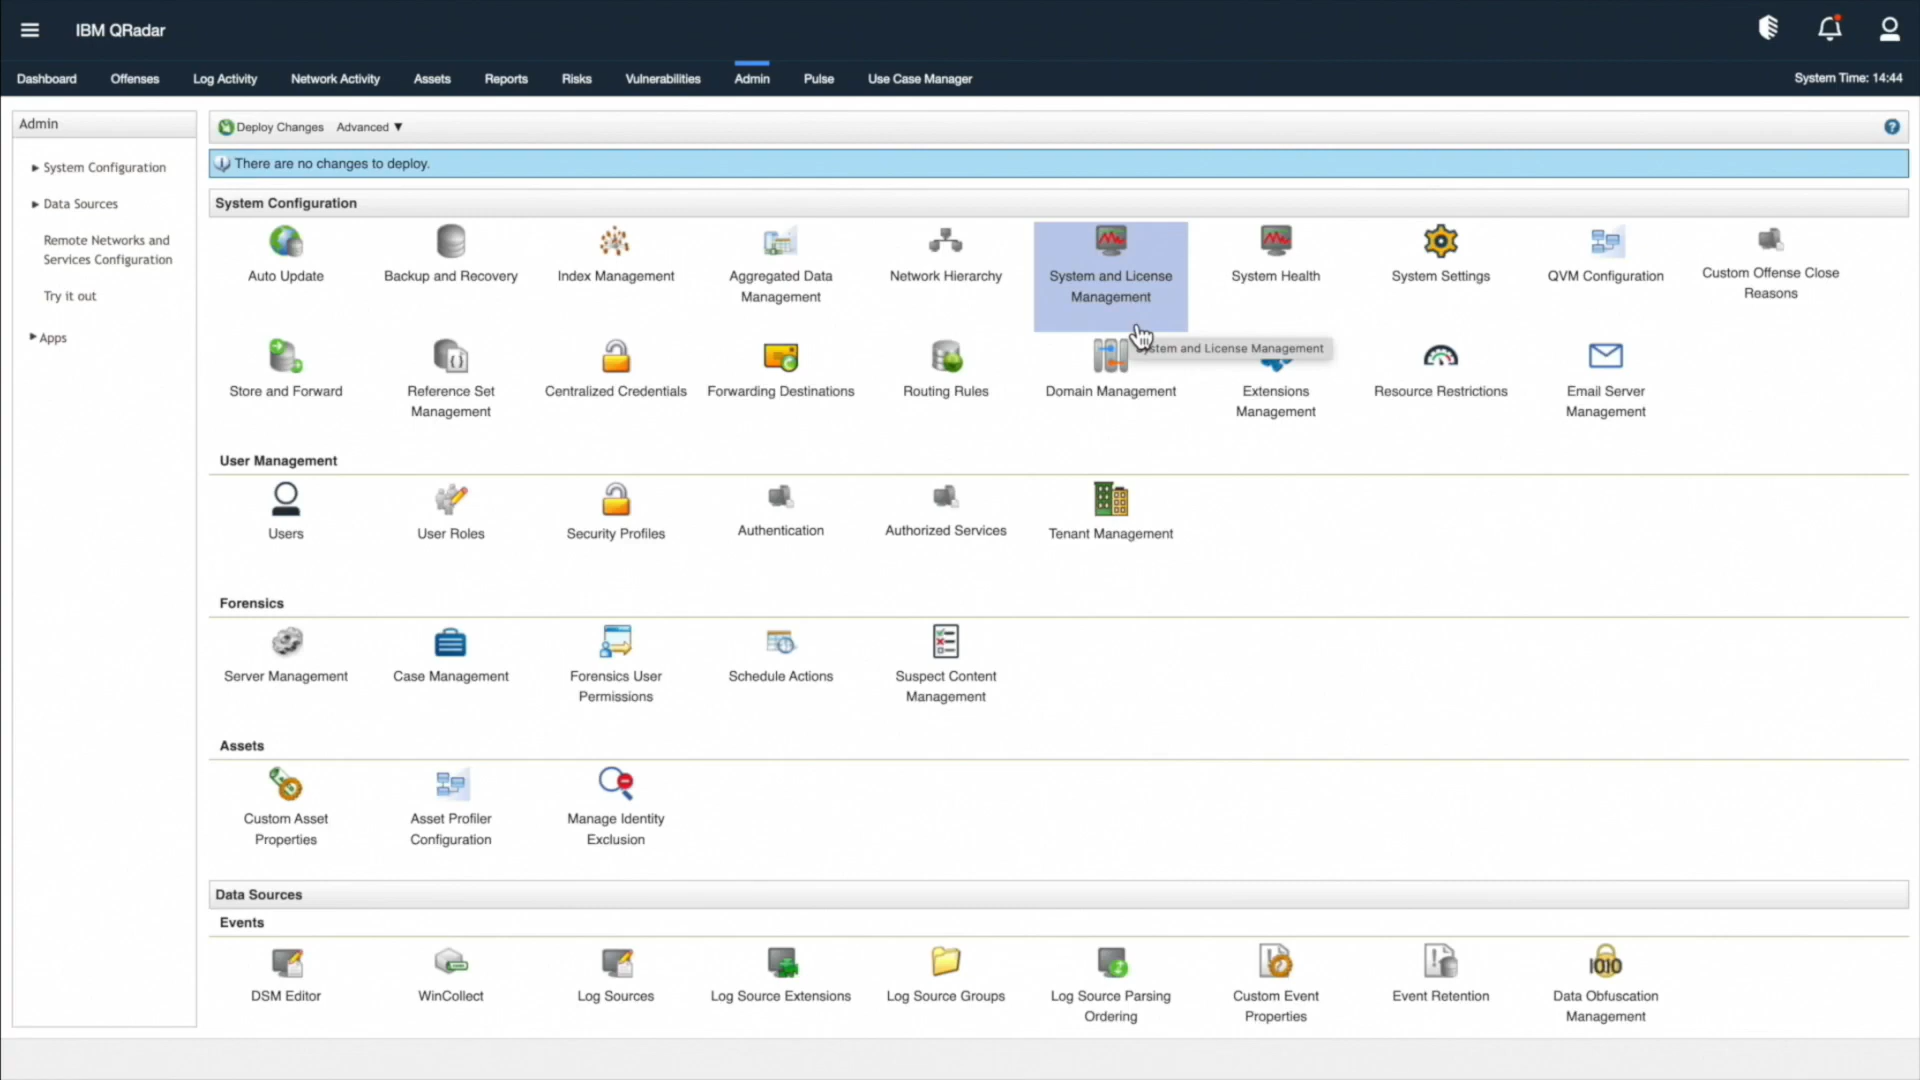 IBM QRadar
Dashboard Offenses Log Activity Network Activity Assets Reports Risks Vulnerabilities Admin Pulse Use Case Manager System Time: 14:44
Admin
System Configuration
Data Sources
Remote Networks and
Services Configuration
Try it out
Apps
Deploy Changes Advanced ▼
There are no changes to deploy.
System Configuration
Auto Update
Backup and Recovery
Index Management
Aggregated Data
Management
Network Hierarchy
System and License
Management
System Health
System Settings
QVM Configuration
Custom Offense Close
Reasons
System and License Management
Store and Forward
Reference Set
Management
Centralized Credentials
Forwarding Destinations
Routing Rules
Domain Management
Extensions
Management
Resource Restrictions
Email Server
Management
User Management
Users
User Roles
Security Profiles
Authentication
Authorized Services
Tenant Management
Forensics
Server Management
Case Management
Forensics User
Permissions
Schedule Actions
Suspect Content
Management
Assets
Custom Asset
Properties
Asset Profiler
Configuration
Manage Identity
Exclusion
Data Sources
Events
DSM Editor
WinCollect
Log Sources
Log Source Extensions
Log Source Groups
Log Source Parsing
Ordering
Custom Event
Properties
Event Retention
Data Obfuscation
Management